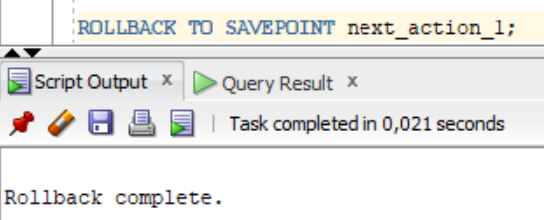 ROLLBACK TO SAVEPOINT next_action_1;
Script Output x Query Result x
Task completed in 0,021 seconds
Rollback complete.